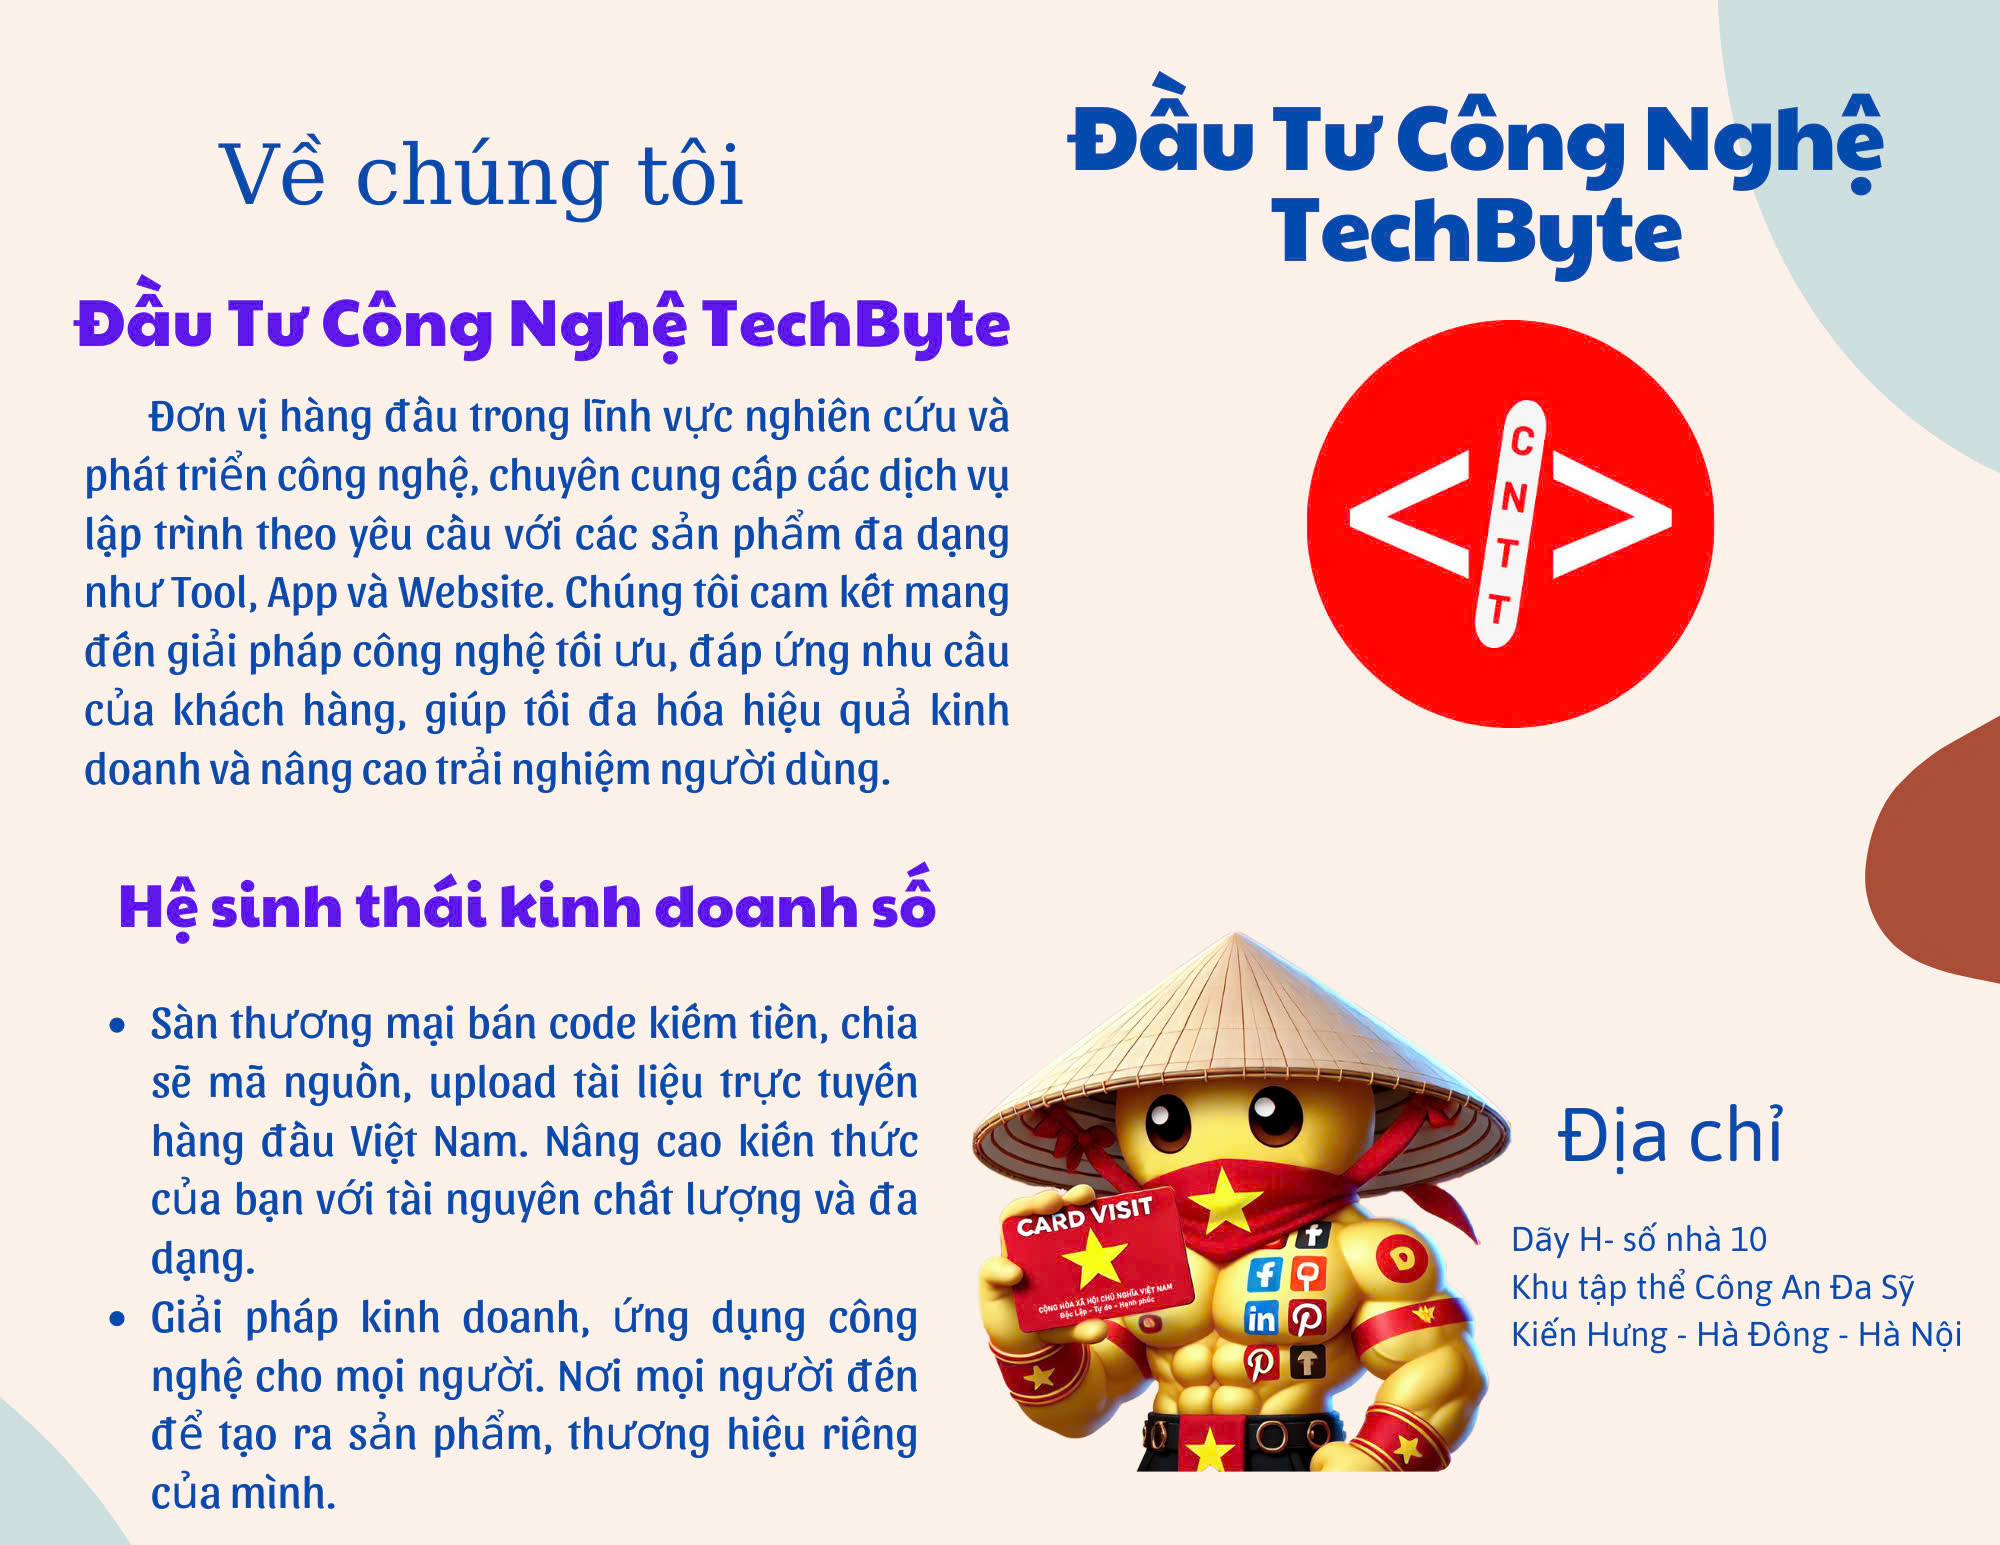 Về chúng tôi
Đầu Tư Công Nghệ TechByte
Đơn vị hàng đầu trong lĩnh vực nghiên cứu và
phát triển công nghệ, chuyên cung cấp các dịch vụ
lập trình theo yêu cầu với các sản phẩm đa dạng
như Tool, App và Website. Chúng tôi cam kết mang
đến giải pháp công nghệ tối ưu, đáp ứng nhu cầu
của khách hàng, giúp tối đa hóa hiệu quả kinh
doanh và nâng cao trải nghiệm người dùng.
Hệ sinh thái kinh doanh số
• Sàn thương mại bán code kiếm tiền, chia
sẽ mã nguồn, upload tài liệu trực tuyến
hàng đầu Việt Nam. Nâng cao kiến thức
của bạn với tài nguyên chất lượng và đa
dạng.
• Giải pháp kinh doanh, ứng dụng công
nghệ cho mọi người. Nơi mọi người đến
để tạo ra sản phẩm, thương hiệu riêng
của mình.
Đầu Tư Công Nghệ
TechByte
< C N T T >
CARD VISIT
CỘNG HÒA XÃ HỘI CHỦ NGHĨA VIỆT NAM
Độc Lập - Tự do - Hạnh phúc
D
f
f
in
Địa chỉ
Dãy H- số nhà 10
Khu tập thể Công An Đa Sỹ
Kiến Hưng - Hà Đông - Hà Nội